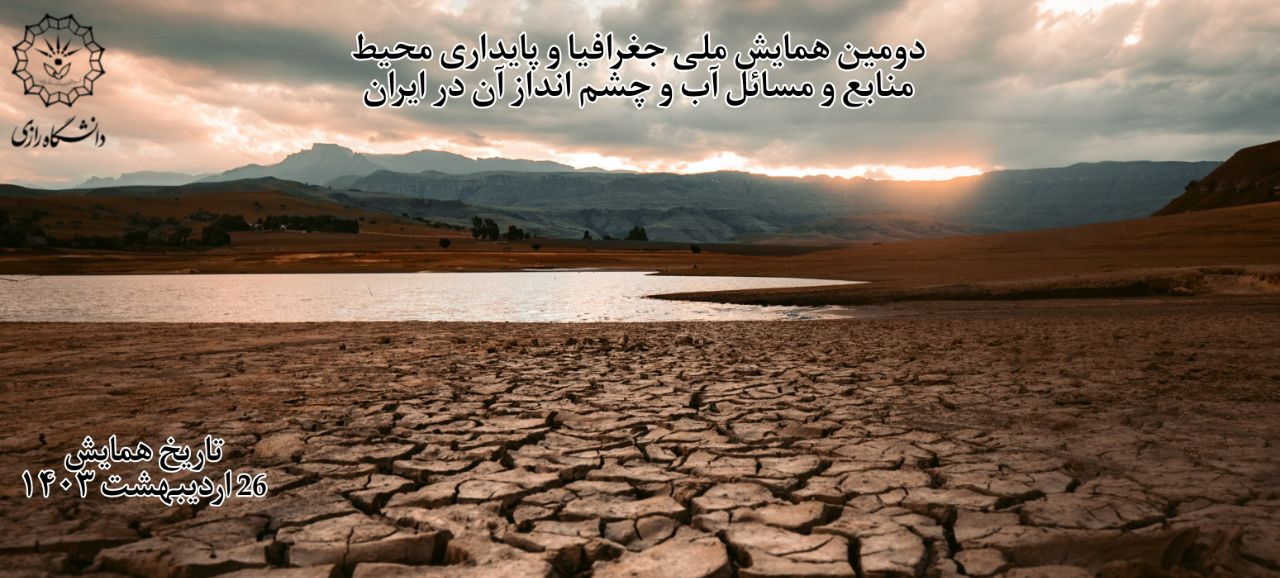 دومین همایش ملی جغرافیا و پایداری محیط
منابع و مسائل آب و چشم انداز آن در ایران
دانشگاه رازی
تاریخ همایش
26 اردیبهشت ۱۴۰۳